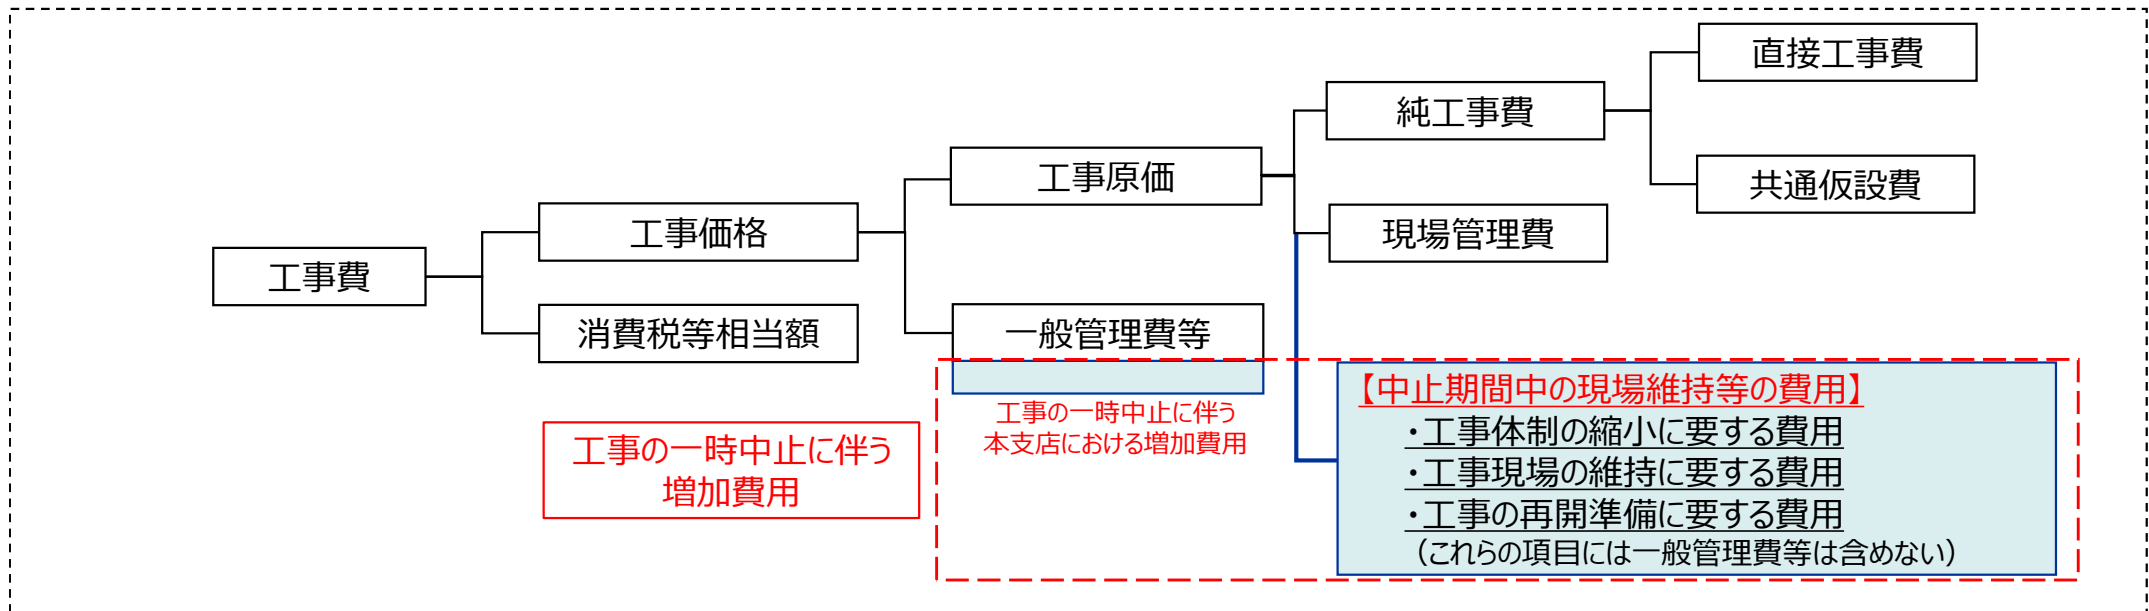 直接工事費
純工事費
工事原価
共通仮設費
工事価格
現場管理費
工事費
消費税等相当額
一般管理費等
工事の一時中止に伴う
本支店における増加費用
工事の一時中止に伴う
増加費用
【中止期間中の現場維持等の費用】
・工事体制の縮小に要する費用
・工事現場の維持に要する費用
・工事の再開準備に要する費用
（これらの項目には一般管理費等は含めない）